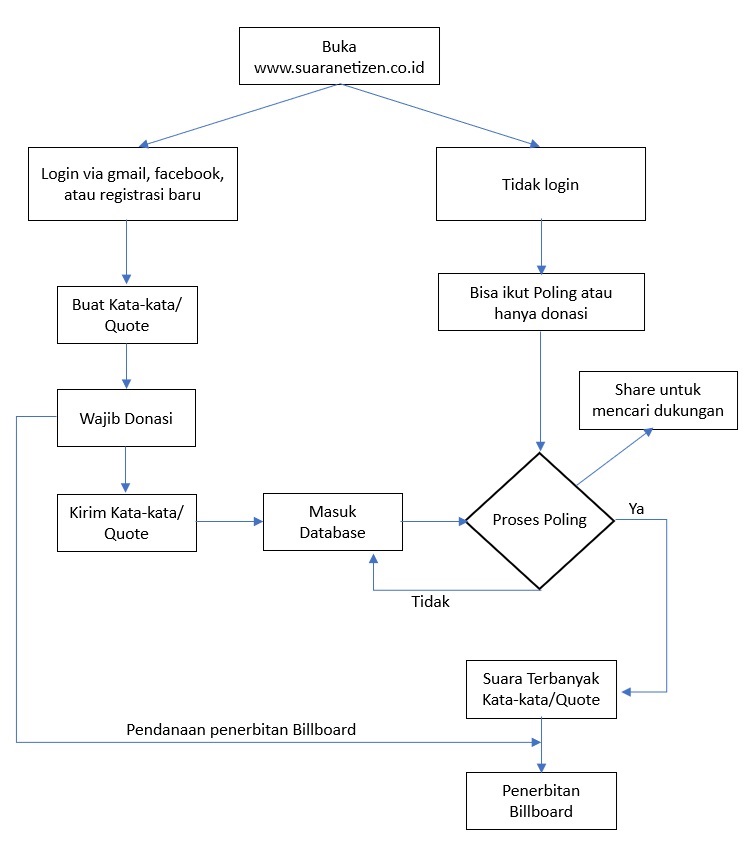 Buka
www.suaranetizen.co.id
Login via gmail, facebook,
atau registrasi baru
Tidak login
Buat Kata-kata/
Quote
Bisa ikut Poling atau
hanya donasi
Wajib Donasi
Share untuk
mencari dukungan
Kirim Kata-kata/
Quote
Masuk
Database
Proses Poling
Ya
Tidak
Suara Terbanyak
Kata-kata/Quote
Pendanaan penerbitan Billboard
Penerbitan
Billboard